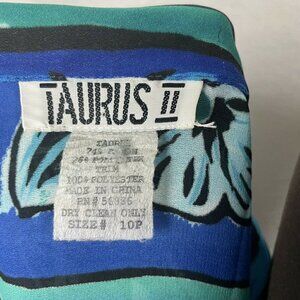 TAURUS II
TAURUS
TRIM
100% POLYESTER
MADE IN CHINA
DRY CLEAN ONLY
SIZE# 10P